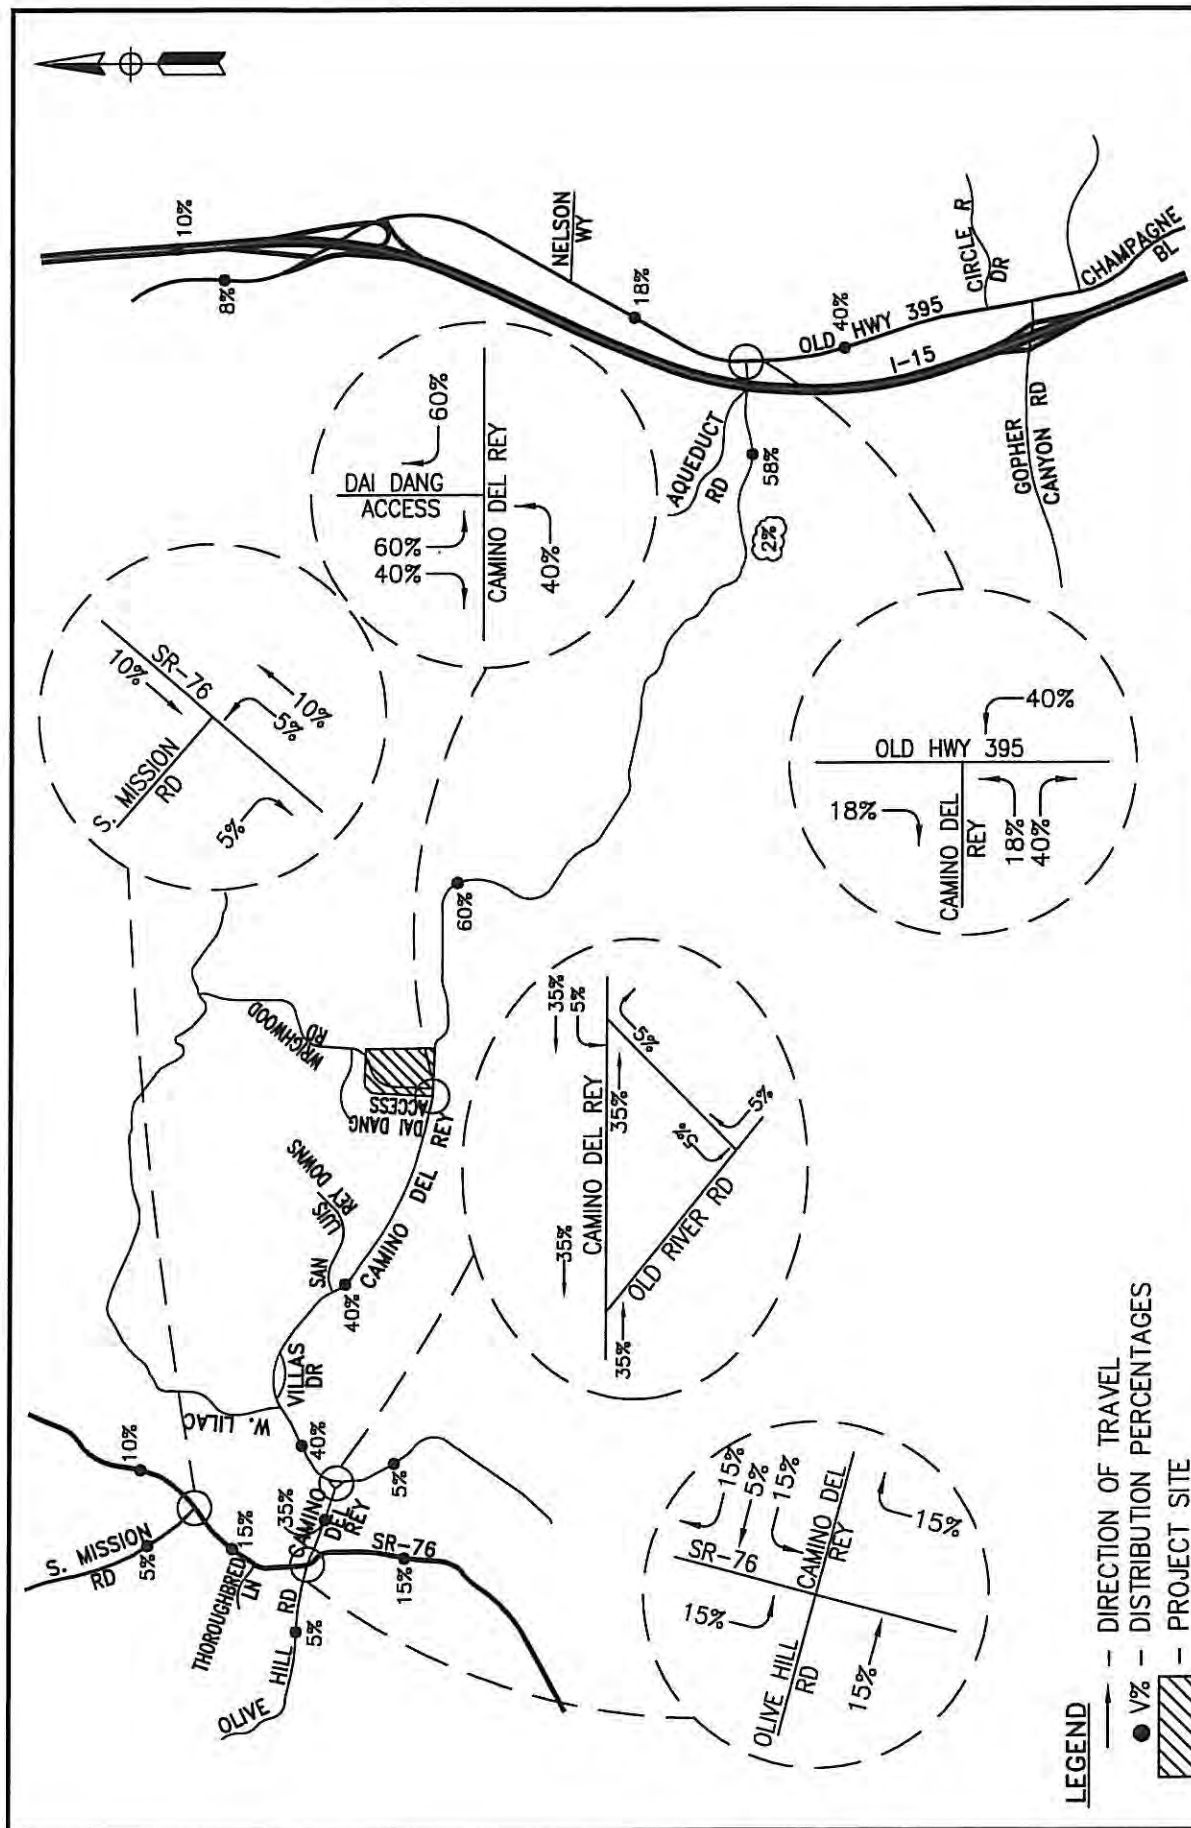 10%
8%
NELSON
WY
18%
CIRCLE R
DR
CHAMPAGNE
BL
OLD HWY 395
40%
I-15
GOPHER
CANYON RD
AQUEDUCT
RD
58%
2%
60%
DAI DANG
ACCESS
60%
40%
CAMINO DEL REY
40%
SR-76
10%
10%
5%
S. MISSION
RD
5%
OLD HWY 395
40%
18%
CAMINO DEL
REY
18%
40%
60%
WRIGHWOOD
RD
DAI DANG
ACCESS
SAN LUIS REY DOWNS
CAMINO DEL REY
40%
35%
5%
CAMINO DEL REY
35%
5%
5%
5%
35%
OLD RIVER RD
35%
VILLAS
DR
W. LILAC
40%
10%
S. MISSION
RD
5%
15%
THOROUGHBRED
LN
35%
CAMINO
DEL
REY
5%
SR-76
15%
OLIVE HILL RD
5%
15%
5%
15%
SR-76
CAMINO DEL
REY
15%
15%
OLIVE HILL
RD
15%
LEGEND
— DIRECTION OF TRAVEL
V% — DISTRIBUTION PERCENTAGES
— PROJECT SITE